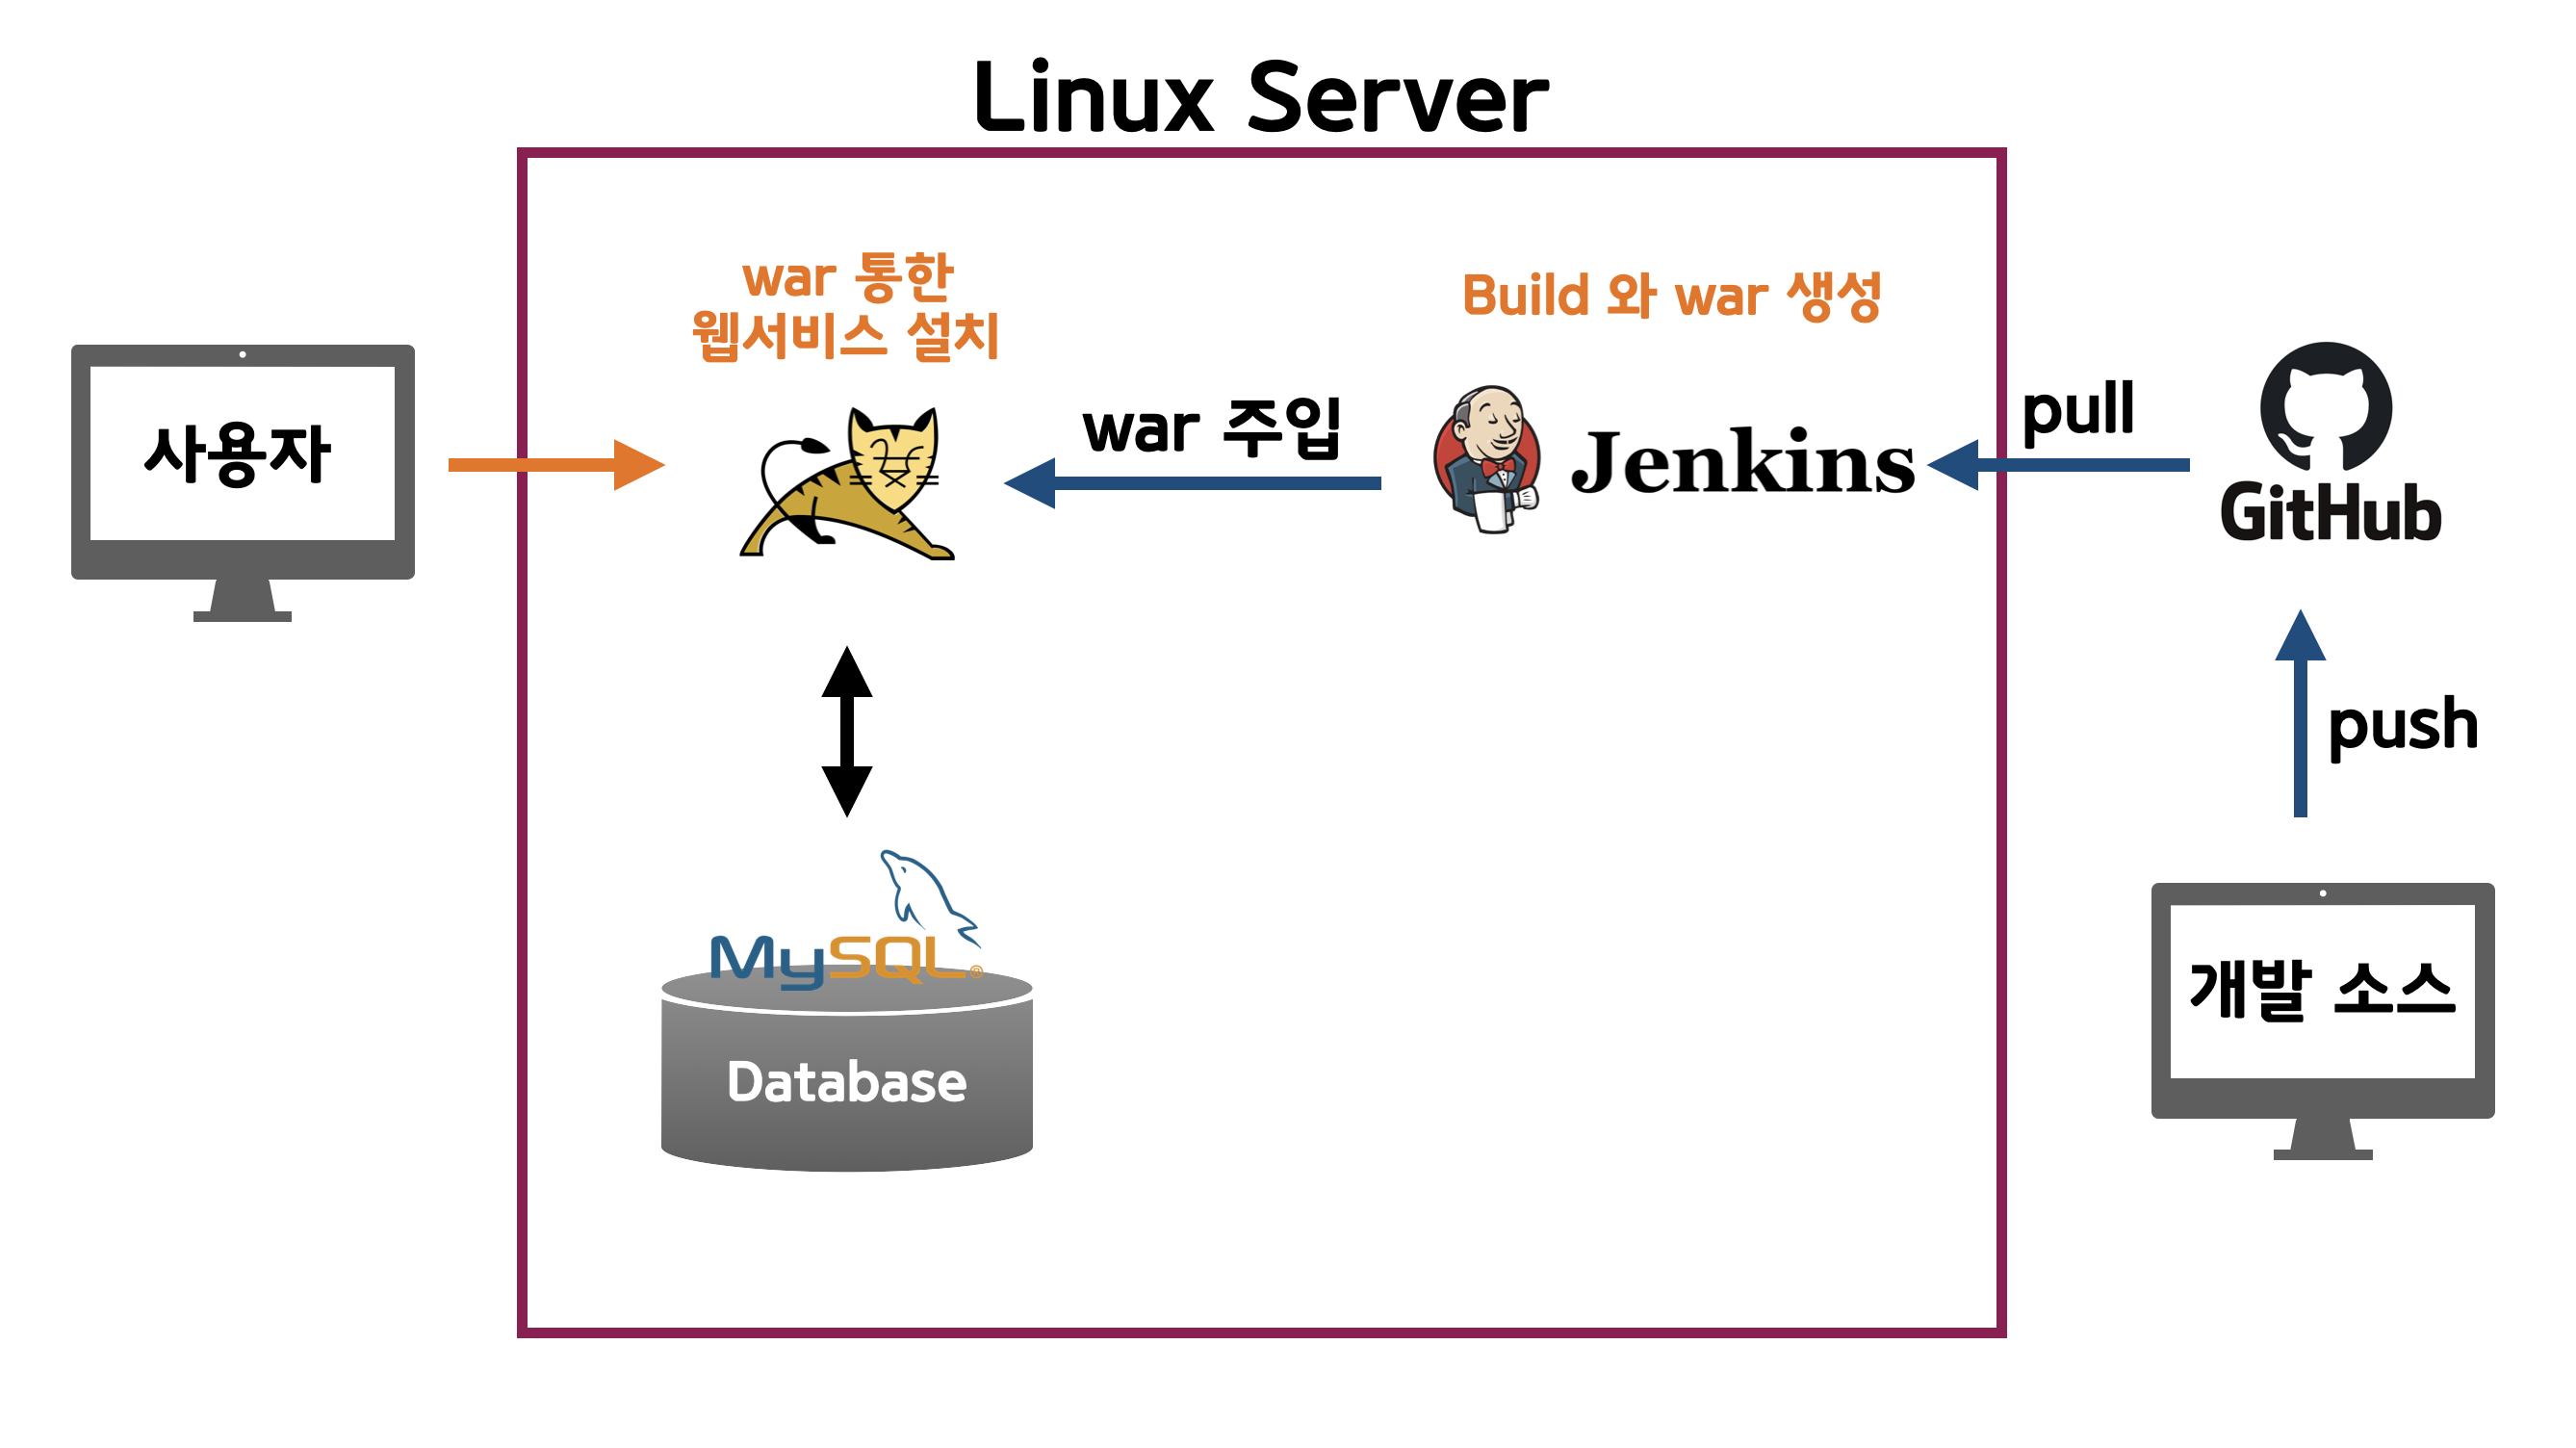 Linux Server
war 통한
웹서비스 설치
Build 와 war 생성
사용자
war 주입
Jenkins
pull
GitHub
push
MySQL®
Database
개발 소스